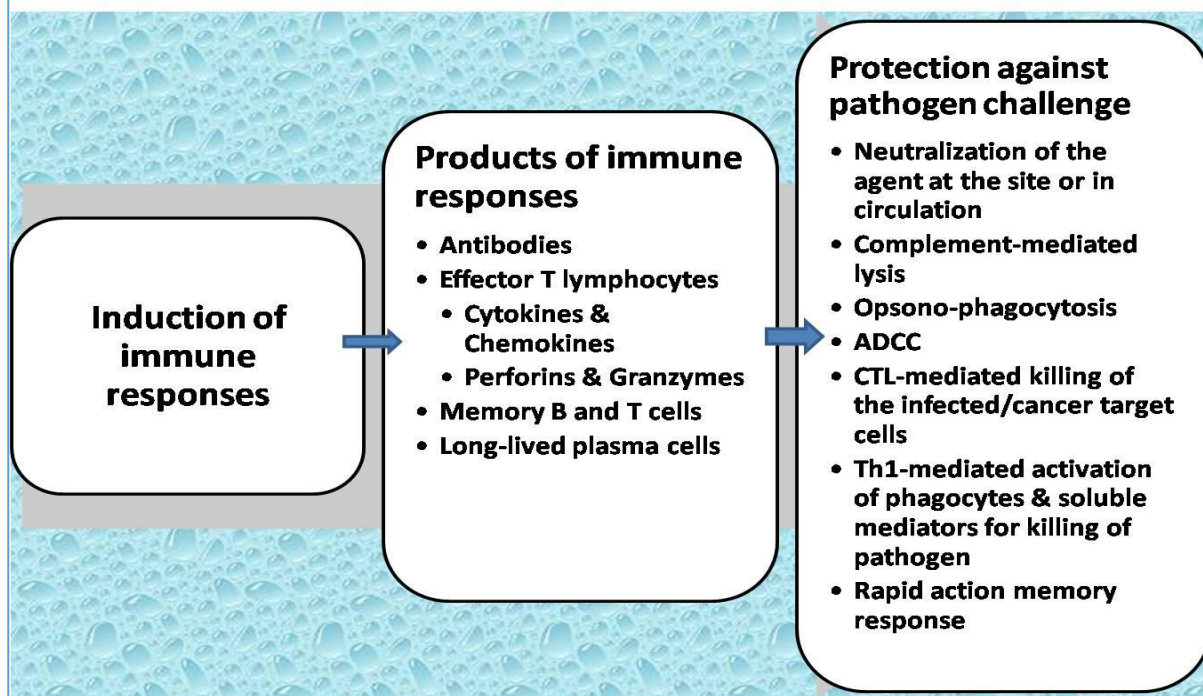 Induction of
immune
responses
Products of immune
responses
• Antibodies
• Effector T lymphocytes
• Cytokines &
Chemokines
• Perforins & Granzymes
• Memory B and T cells
• Long-lived plasma cells
Protection against
pathogen challenge
• Neutralization of the
agent at the site or in
circulation
• Complement-mediated
lysis
• Opsono-phagocytosis
• ADCC
• CTL-mediated killing of
the infected/cancer target
cells
• Th1-mediated activation
of phagocytes & soluble
mediators for killing of
pathogen
• Rapid action memory
response